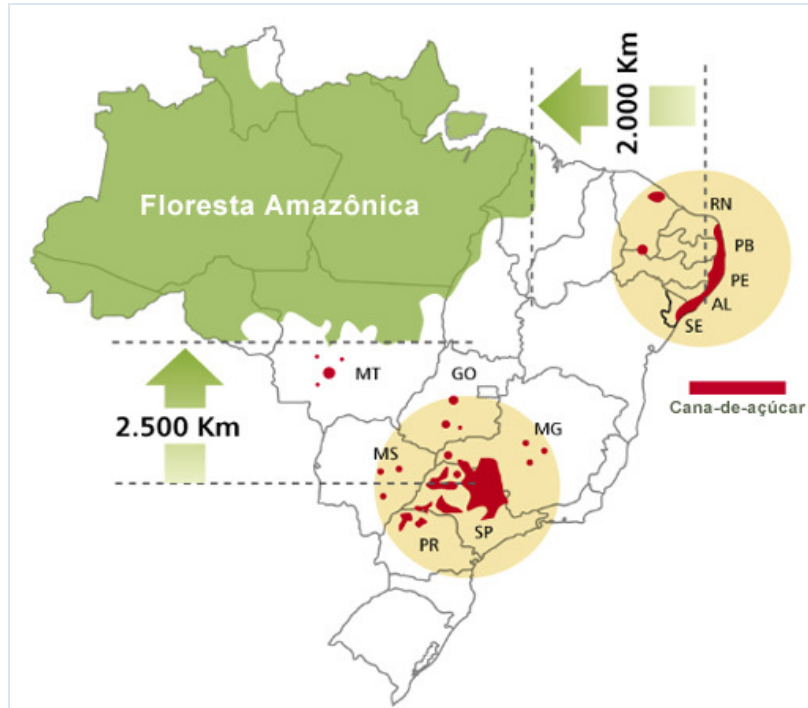 2.000 Km
Floresta Amazônica
RN
PB
PE
AL
SE
Cana-de-açúcar
MT
GO
2.500 Km
MG
MS
SP
PR